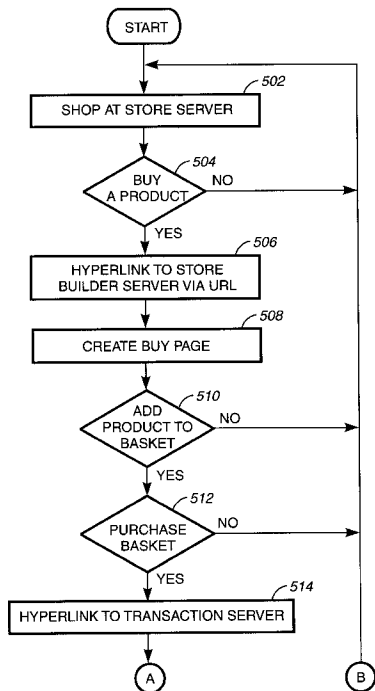 START
502
SHOP AT STORE SERVER
504
BUY
A PRODUCT
NO
YES
506
HYPERLINK TO STORE
BUILDER SERVER VIA URL
508
CREATE BUY PAGE
510
ADD
PRODUCT TO
BASKET
NO
YES
512
PURCHASE
BASKET
NO
YES
514
HYPERLINK TO TRANSACTION SERVER
A
B